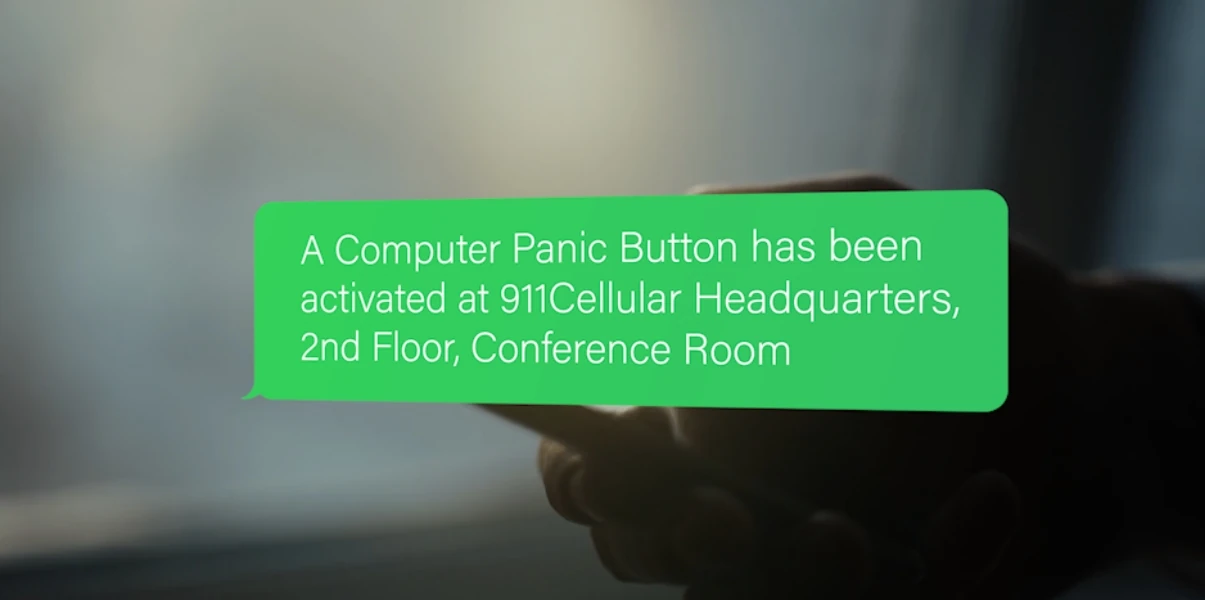 A Computer Panic Button has been
activated at 911Cellular Headquarters,
2nd Floor, Conference Room